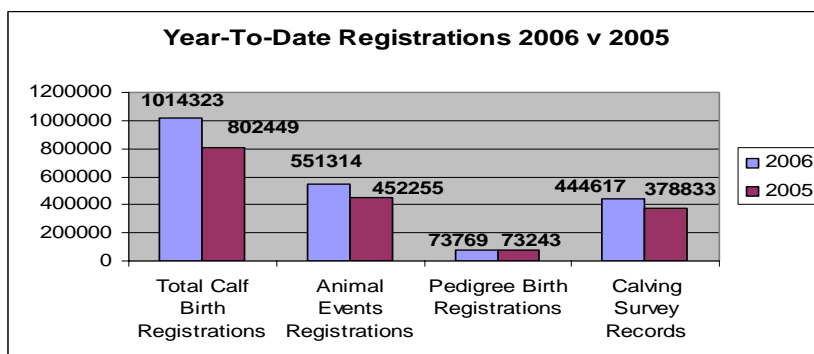 Year-To-Date Registrations 2006 v 2005
1200000
1000000
800000
600000
400000
200000
0
1014323
802449
551314
452255
73769 73243
444617 378833
2006
2005
Total Calf
Birth
Registrations
Animal
Events
Registrations
Pedigree Birth
Registrations
Calving
Survey
Records